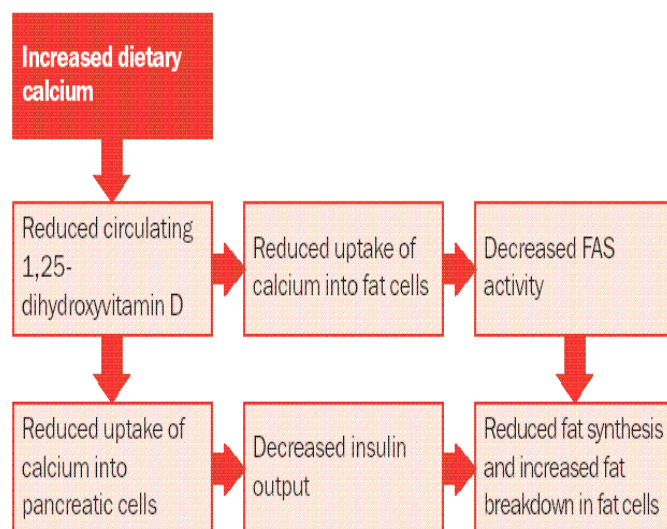 Increased dietary
calcium
Reduced circulating
1,25-
dihydroxyvitamin D
Reduced uptake of
calcium into fat cells
Decreased FAS
activity
Reduced uptake of
calcium into
pancreatic cells
Decreased insulin
output
Reduced fat synthesis
and increased fat
breakdown in fat cells